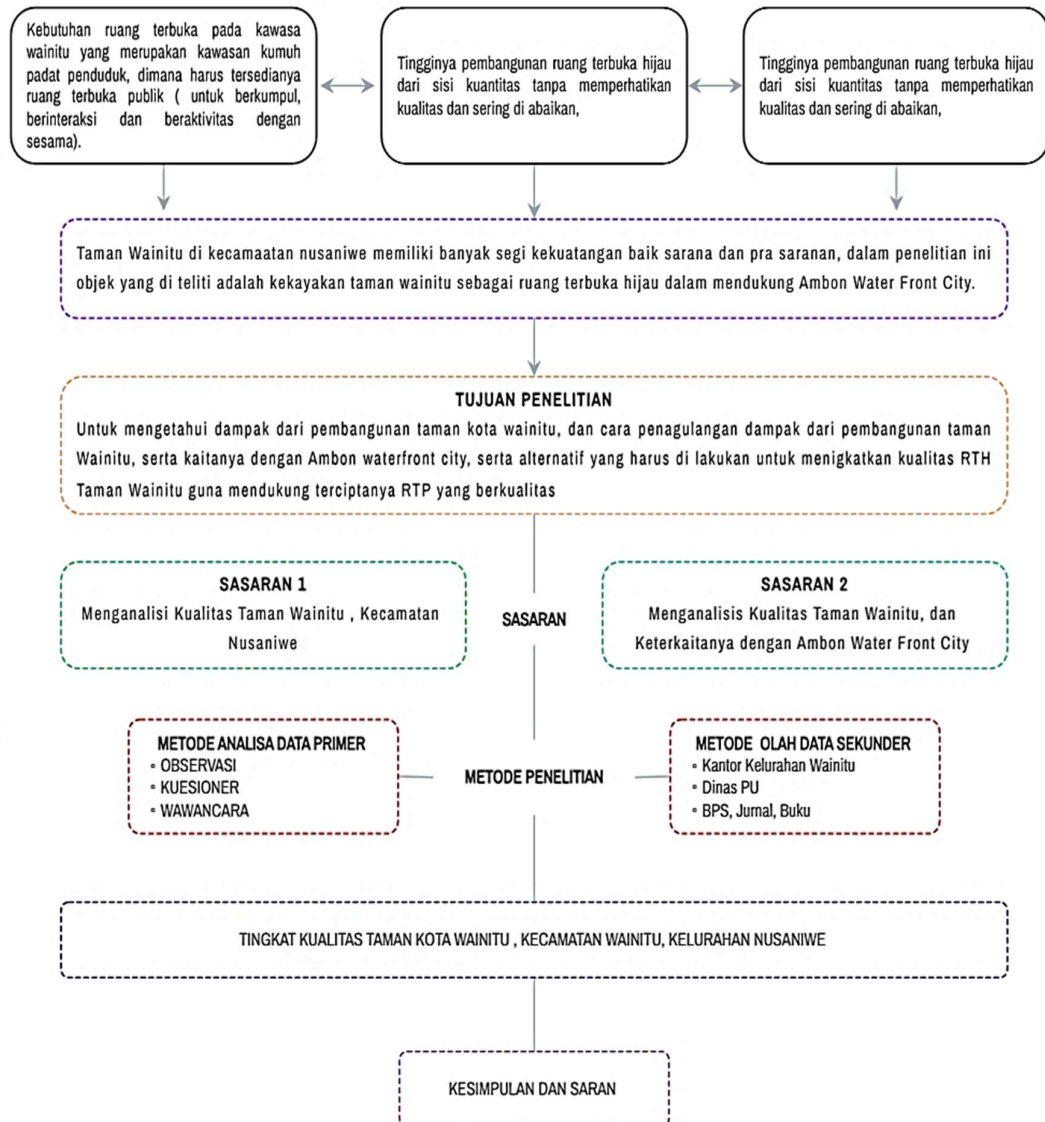 Kebutuhan ruang terbuka pada kawasa
wainitu yang merupakan kawasan kumuh
padat penduduk, dimana harus tersedianya
ruang terbuka publik ( untuk berkumpul,
berinteraksi dan beraktivitas dengan
sesama).
Tingginya pembangunan ruang terbuka hijau
dari sisi kuantitas tanpa memperhatikan
kualitas dan sering di abaikan,
Tingginya pembangunan ruang terbuka hijau
dari sisi kuantitas tanpa memperhatikan
kualitas dan sering di abaikan,
Taman Wainitu di kecamaatan nusaniwe memiliki banyak segi kekuatangan baik sarana dan pra saranan, dalam penelitian ini
objek yang di teliti adalah kekayakan taman wainitu sebagai ruang terbuka hijau dalam mendukung Ambon Water Front City.
TUJUAN PENELITIAN
Untuk mengetahui dampak dari pembangunan taman kota wainitu, dan cara penagulangan dampak dari pembangunan taman
Wainitu, serta kaitanya dengan Ambon waterfront city, serta alternatif yang harus di lakukan untuk menigkatkan kualitas RTH
Taman Wainitu guna mendukung terciptanya RTP yang berkualitas
SASARAN 1
Menganalisi Kualitas Taman Wainitu , Kecamatan
Nusaniwe
SASARAN
SASARAN 2
Menganalisis Kualitas Taman Wainitu, dan
Keterkaitanya dengan Ambon Water Front City
METODE ANALISA DATA PRIMER
▫ OBSERVASI
▫ KUESIONER
▫ WAWANCARA
METODE PENELITIAN
METODE OLAH DATA SEKUNDER
▫ Kantor Kelurahan Wainitu
▫ Dinas PU
▫ BPS, Jurnal, Buku
TINGKAT KUALITAS TAMAN KOTA WAINITU , KECAMATAN WAINITU, KELURAHAN NUSANIWE
KESIMPULAN DAN SARAN